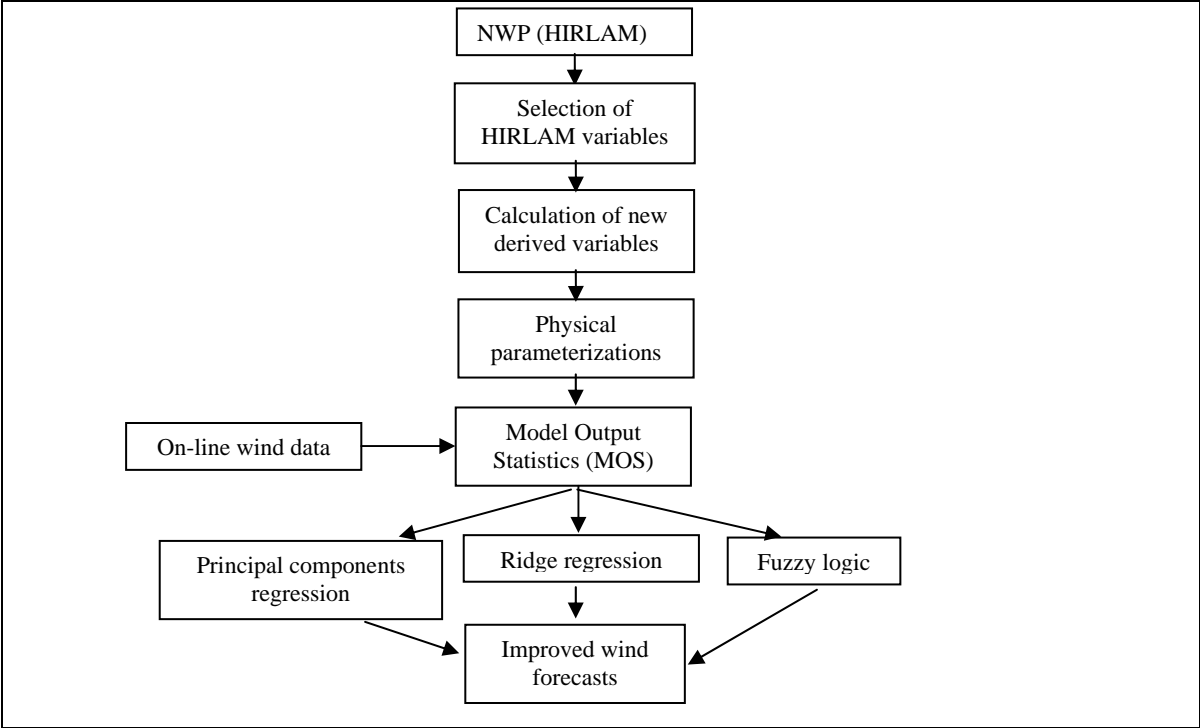 NWP (HIRLAM)
Selection of
HIRLAM variables
Calculation of new
derived variables
Physical
parameterizations
On-line wind data
Model Output
Statistics (MOS)
Principal components
regression
Ridge regression
Fuzzy logic
Improved wind
forecasts